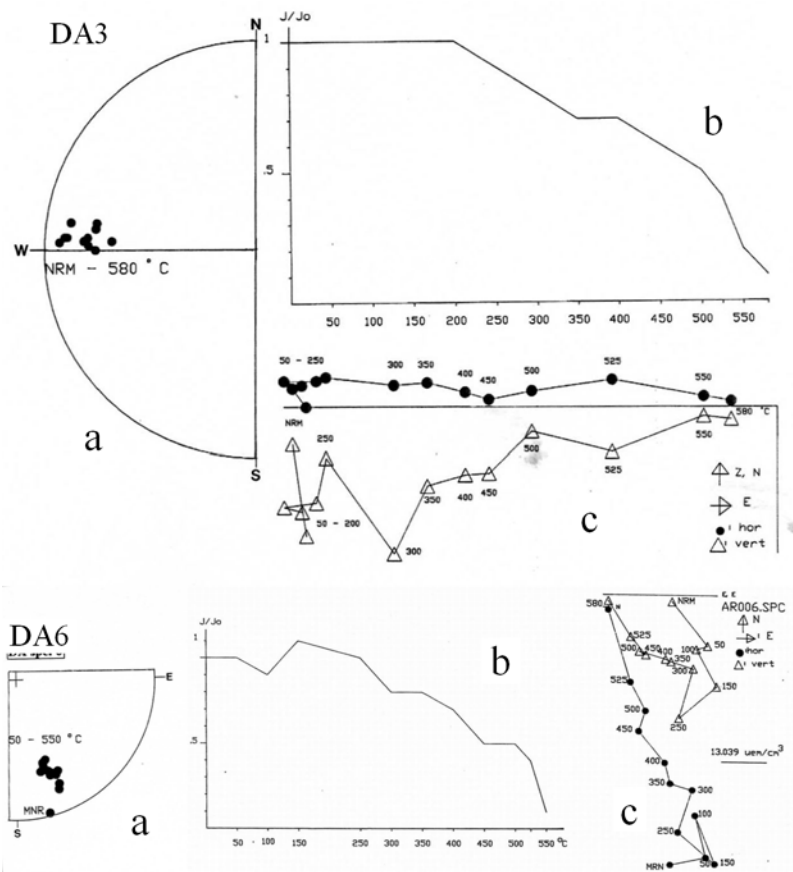 DA3
N
W
S
NRM - 580 °C
a
J/Jo
1
.5
50 100 150 200 250 300 350 400 450 500 550
b
50 - 250
300
350
400
450
500
525
550
580 °C
NRM
250
50 - 200
300
350
400
450
500
525
550
Z, N
E
hor
vert
c
DA6
E
50 - 550 °C
MNR
S
a
J/Jo
1
.5
50 100 150 200 250 300 350 400 450 500 550 °C
b
AR006.SPC
N
E
hor
vert
13.039 uem/cm3
580
NRM
525
500
450
400
350
300
100
50
150
250
525
500
450
400
350
300
100
250
50
150
MRN
c